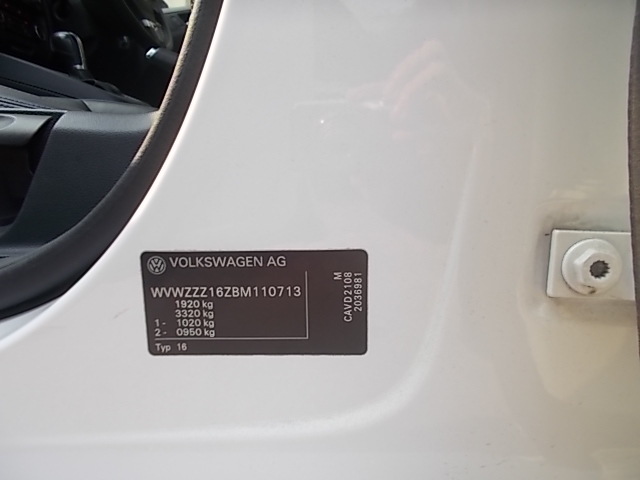 VOLKSWAGEN AG
WVWZZZ16ZBM110713
1920 kg
3320 kg
1- 1020 kg
2- 0950 kg
Typ 16
M
CAVD2108
2036981